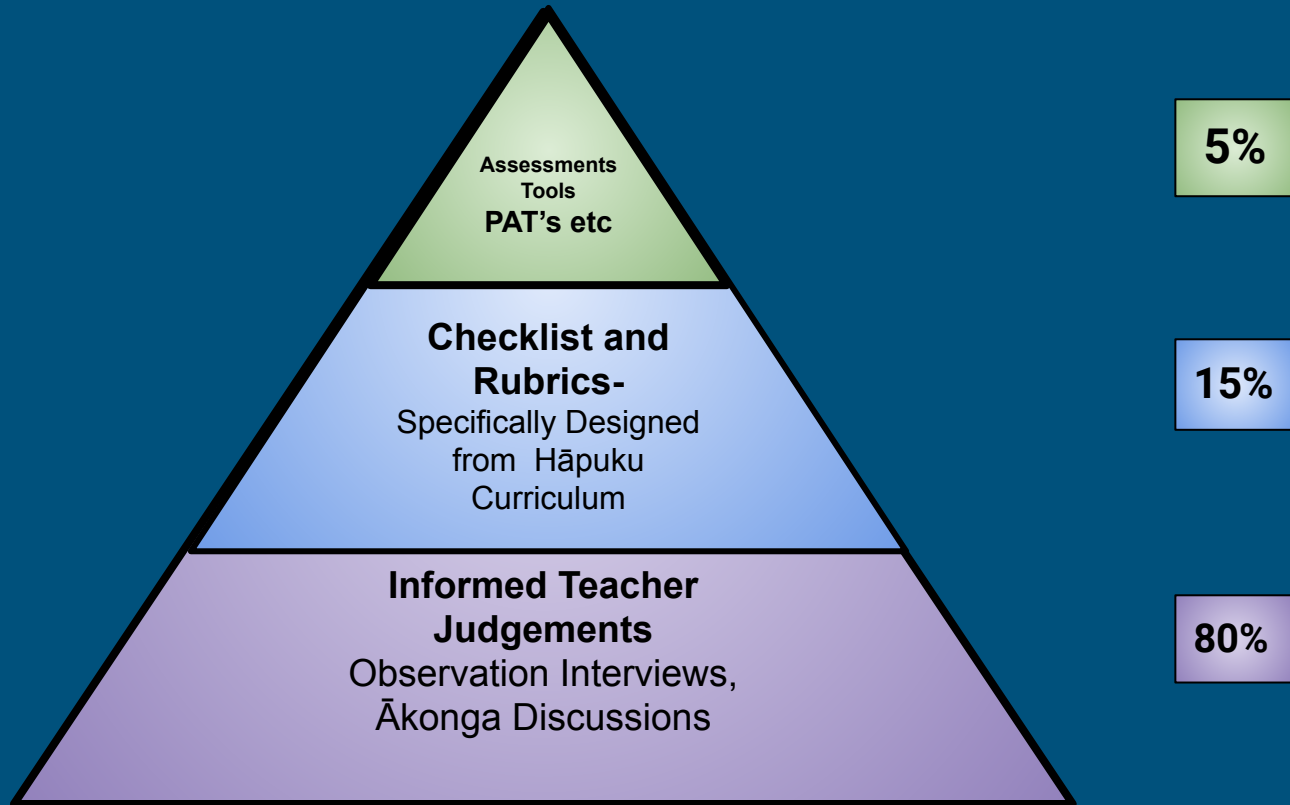 Assessments
Tools
PAT's etc
5%
Checklist and
Rubrics-
Specifically Designed
from Hāpuku
Curriculum
15%
Informed Teacher
Judgements
Observation Interviews,
Ākonga Discussions
80%